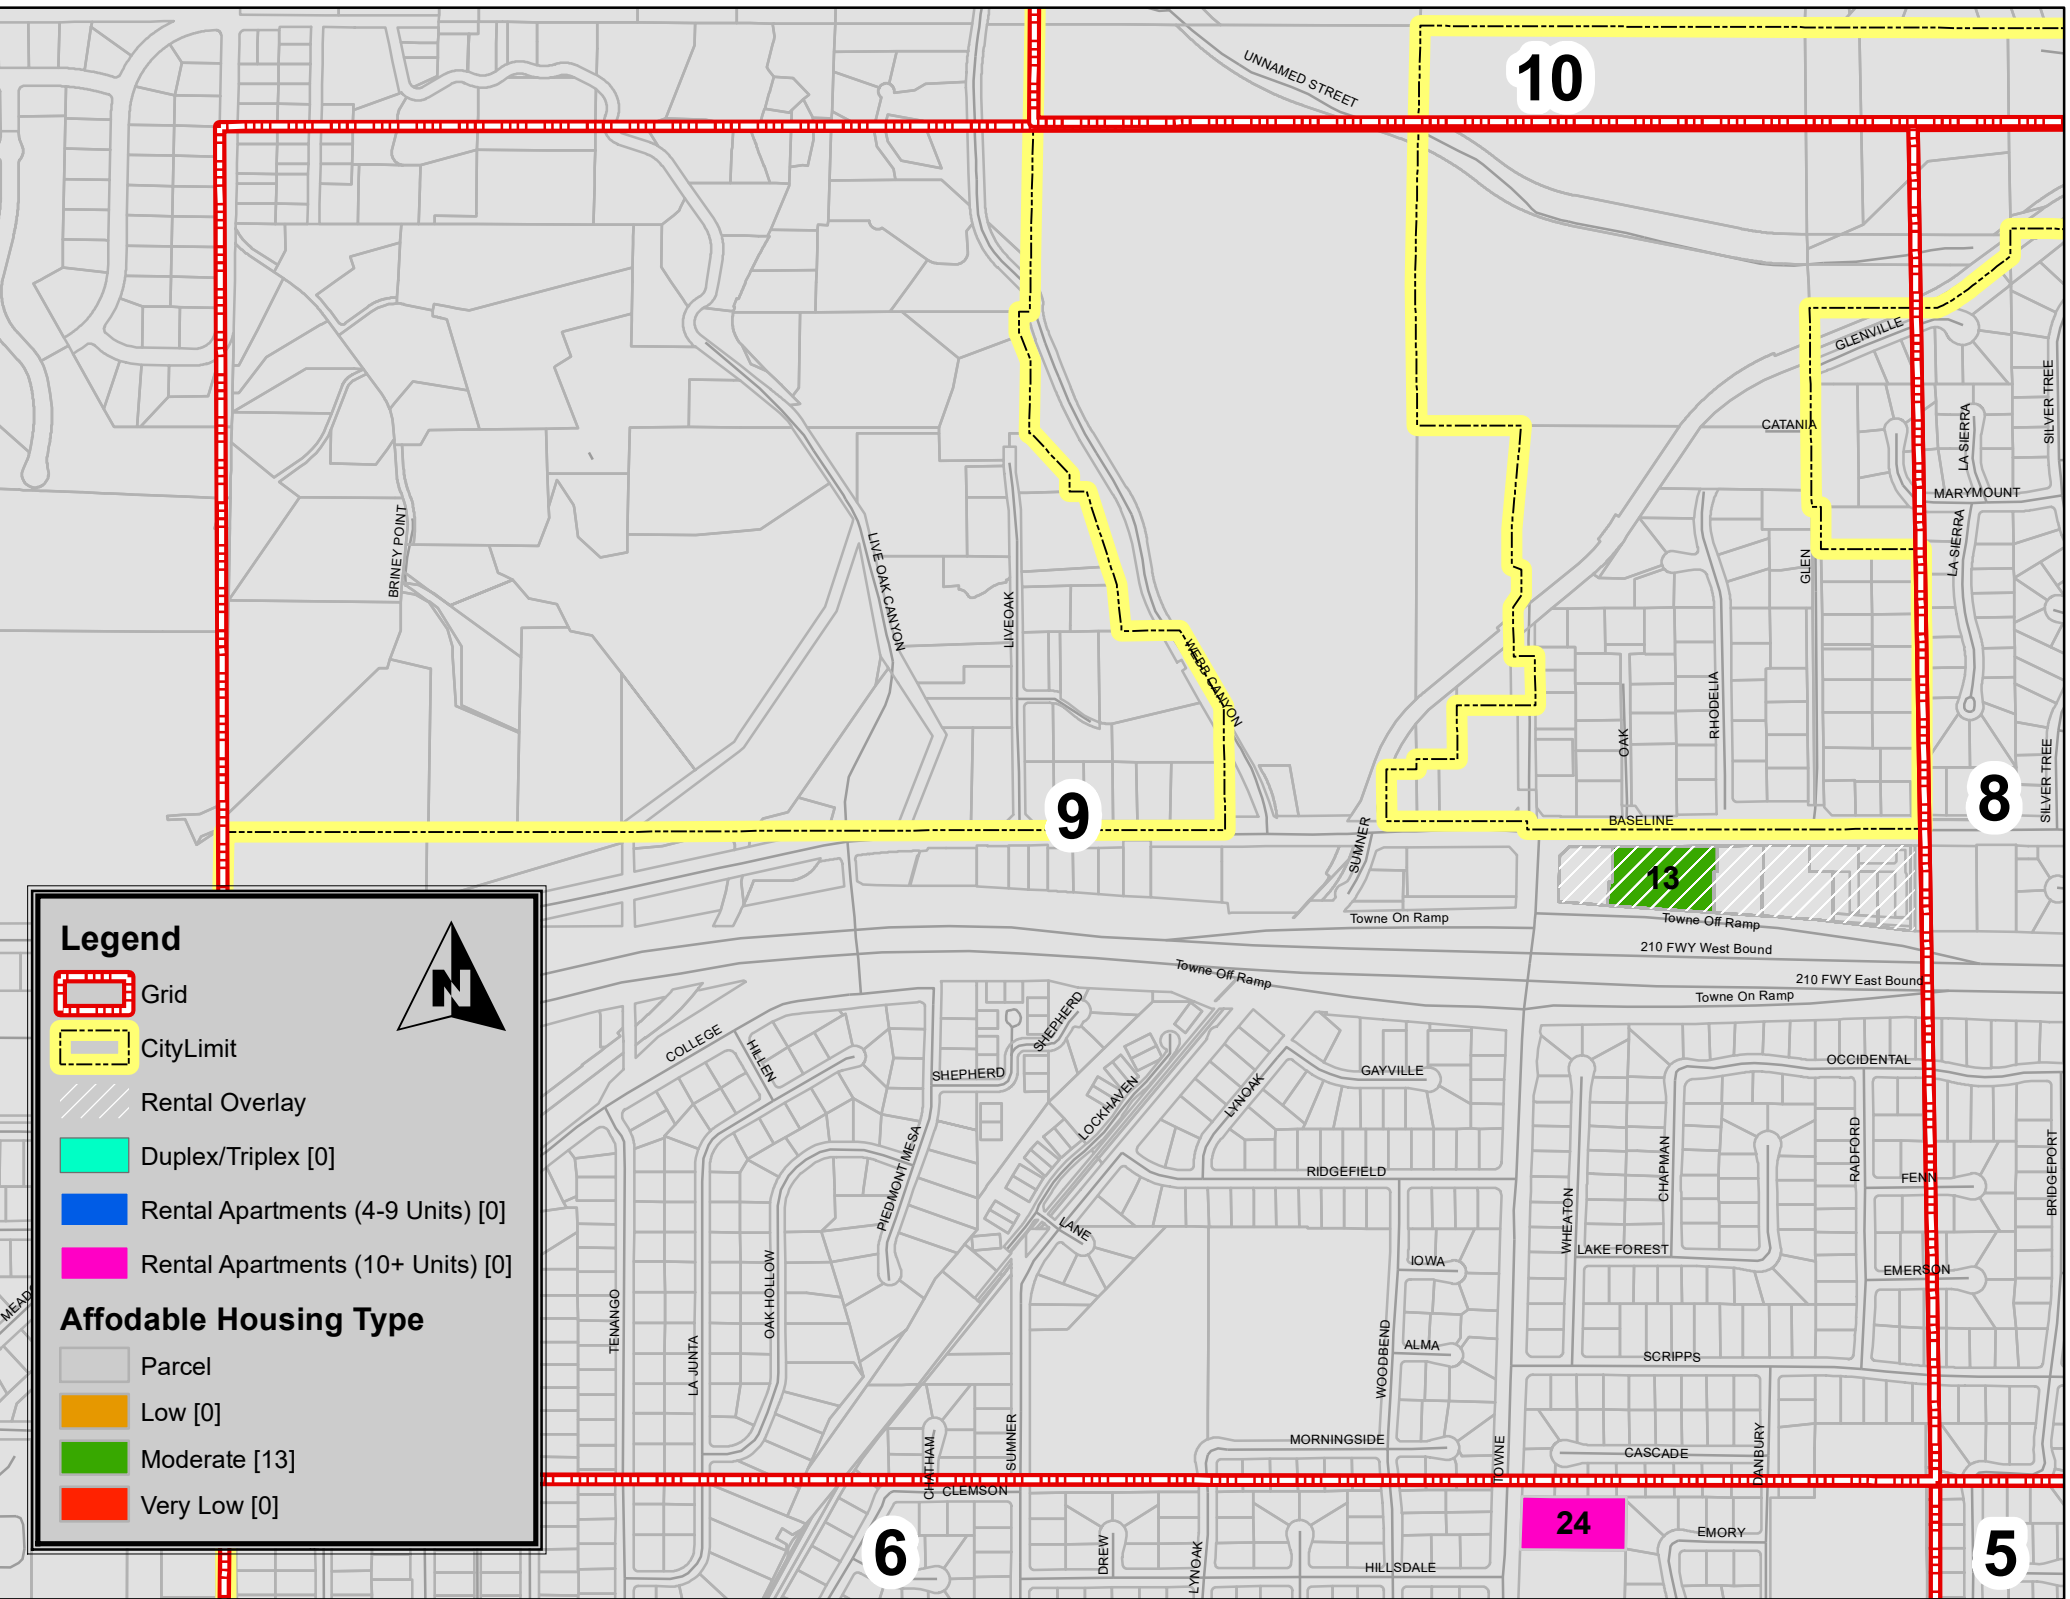 10
UNNAMED STREET
GLENVILLE
SILVER TREE
CATANIA
LA SIERRA
MARYMOUNT
BRINEY POINT
LIVE OAK CANYON
LIVEOAK
GLEN
LA SIERRA
WEBB CANYON
RHODELIA
OAK
SILVER TREE
9
8
BASELINE
SUMNER
13
Towne On Ramp
Towne Off Ramp
210 FWY West Bound
Towne Off Ramp
210 FWY East Bound
Towne On Ramp
Legend
N
Grid
CityLimit
Rental Overlay
Duplex/Triplex [0]
Rental Apartments (4-9 Units) [0]
Rental Apartments (10+ Units) [0]
Affodable Housing Type
Parcel
Low [0]
Moderate [13]
Very Low [0]
COLLEGE
HILLEN
SHEPHERD
SHEPHERD
LOCKHAVEN
LYNOAK
GAYVILLE
OCCIDENTAL
PIEDMONT MESA
RIDGEFIELD
CHAPMAN
RADFORD
FENN
BRIDGEPORT
WHEATON
LANE
LAKE FOREST
IOWA
EMERSON
OAK HOLLOW
TENANGO
LA JUNTA
WOODBEND
ALMA
SCRIPPS
MORNINGSIDE
CASCADE
DANBURY
TOWNE
SUMNER
CHATHAM
CLEMSON
6
DREW
LYNOAK
HILLSDALE
24
EMORY
5